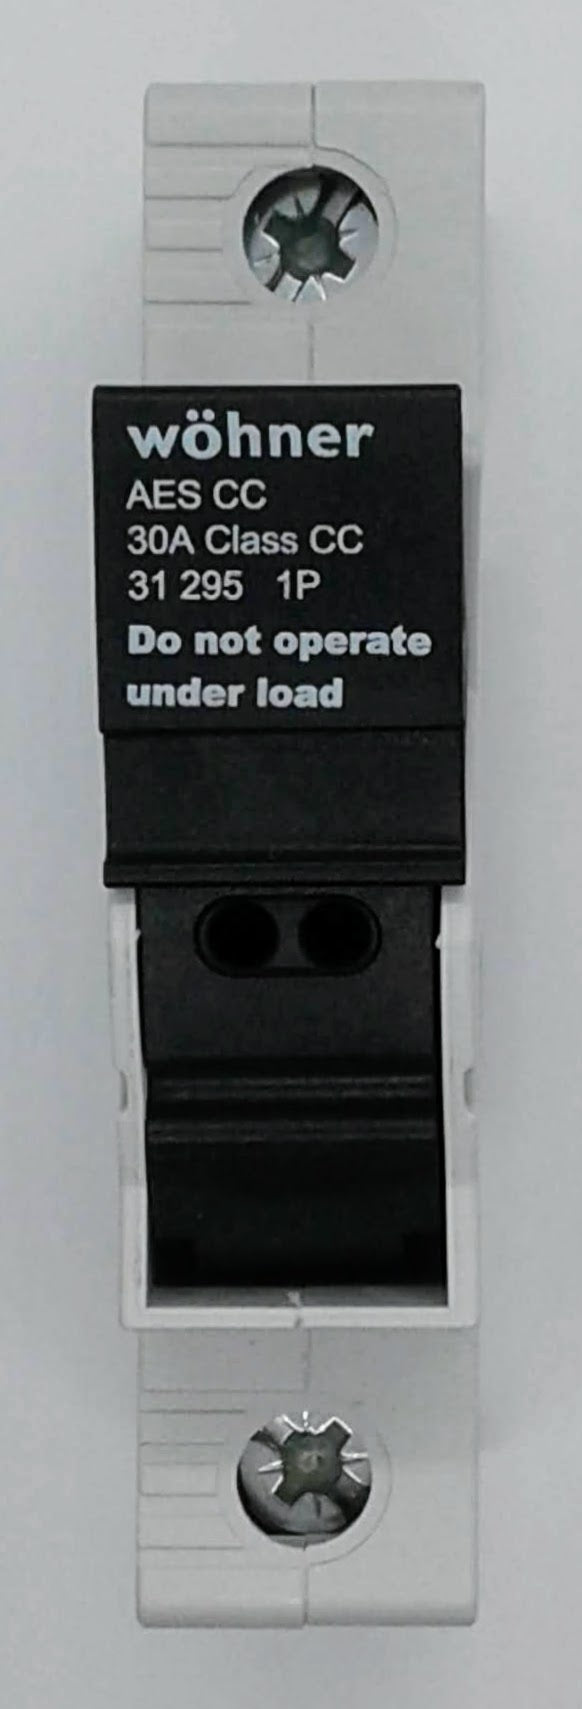 wöhner
AES CC
30A Class CC
31 295 1P
Do not operate
under load